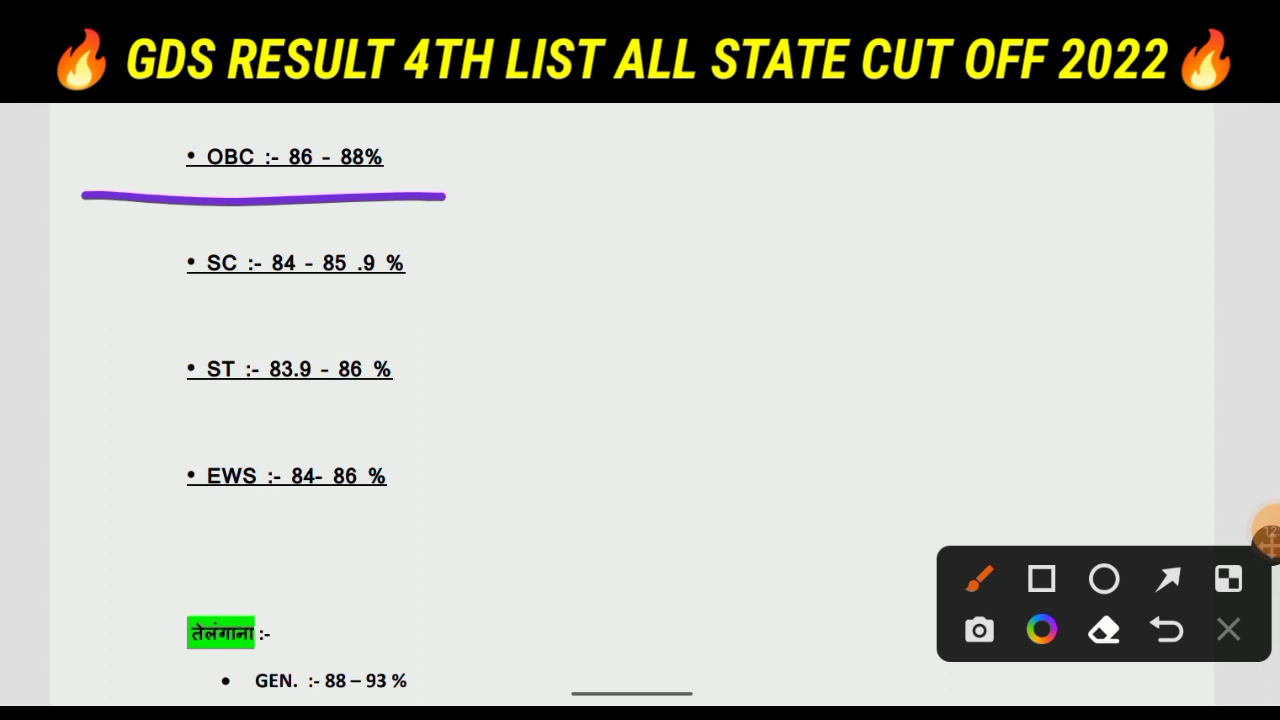 🔥 GDS RESULT 4TH LIST ALL STATE CUT OFF 2022 🔥
• OBC :- 86 - 88%
• SC :- 84 - 85 .9 %
• ST :- 83.9 - 86 %
• EWS :- 84- 86 %
तेलंगाना :-
• GEN. :- 88 – 93 %